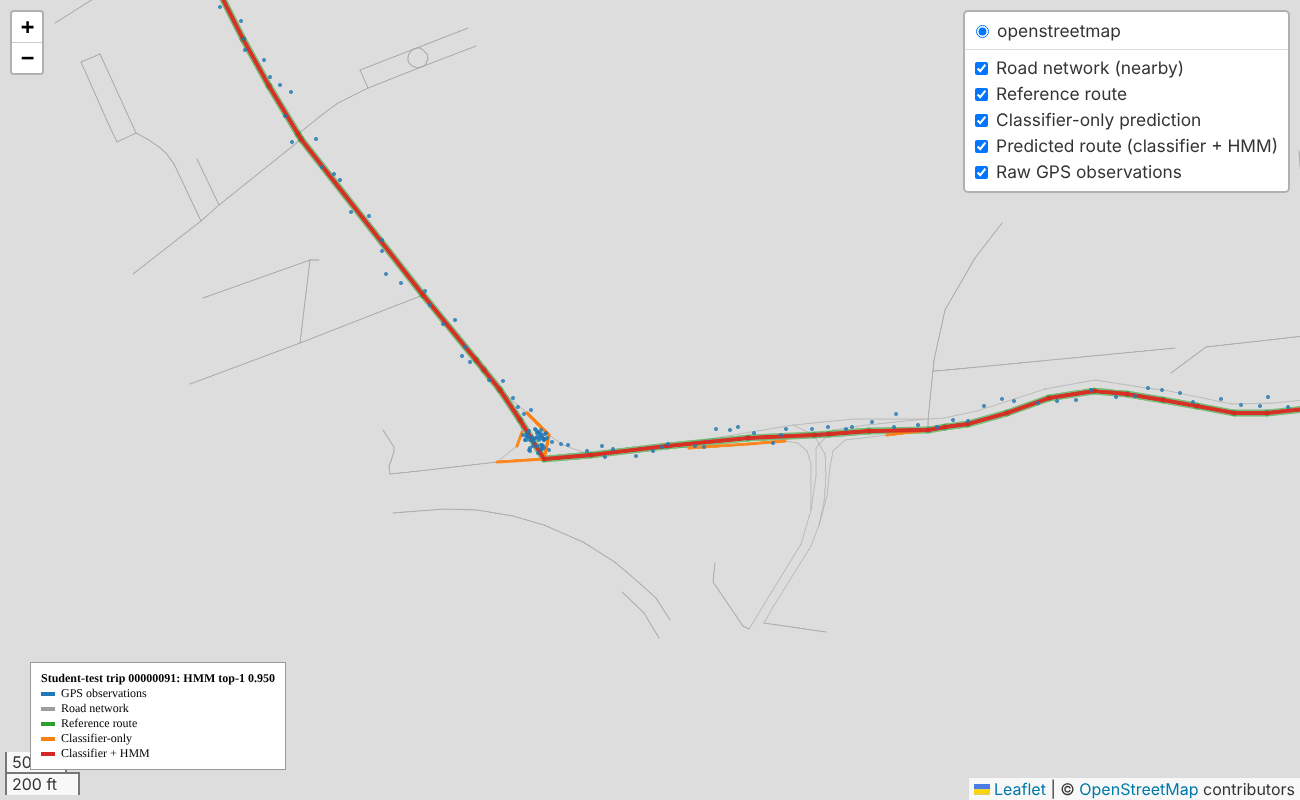 +
−
openstreetmap
Road network (nearby)
Reference route
Classifier-only prediction
Predicted route (classifier + HMM)
Raw GPS observations
Student-test trip 00000091: HMM top-1 0.950
GPS observations
Road network
Reference route
Classifier-only
Classifier + HMM
200 ft
Leaflet | © OpenStreetMap contributors